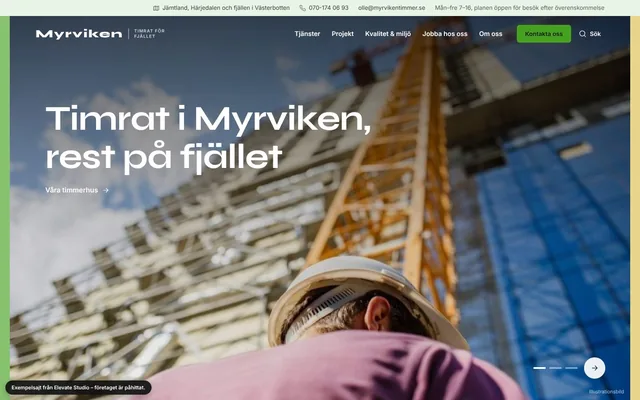 Jämtland, Härjedalen och fjällen i Västerbotten
070-174 06 93
olle@myrvikentimmer.se
Mån–fre 7–16, planen öppen för besök efter överenskommelse
Myrviken
TIMRAT FÖR
FJÄLLET
Tjänster
Projekt
Kvalitet & miljö
Jobba hos oss
Om oss
Kontakta oss
Sök
Timrat i Myrviken,
rest på fjället
Våra timmerhus
Exempelsajt från Elevate Studio – företaget är påhittat.
Illustrationsbild